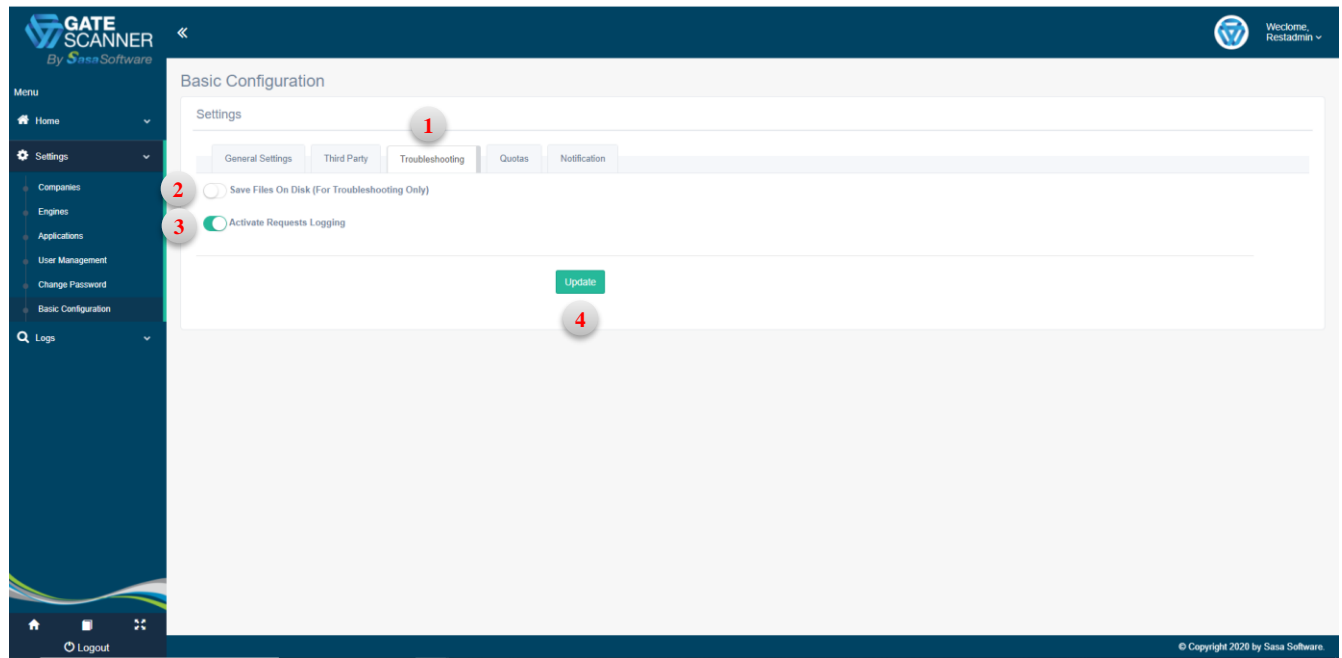 GATE
SCANNER
By SasaSoftware
Weclome,
Restadmin
Menu
Home
Settings
Companies
Engines
Applications
User Management
Change Password
Basic Configuration
Logs
Logout
Basic Configuration
Settings
1
General Settings Third Party Troubleshooting Quotas Notification
2 Save Files On Disk (For Troubleshooting Only)
3 Activate Requests Logging
Update
4
© Copyright 2020 by Sasa Software.